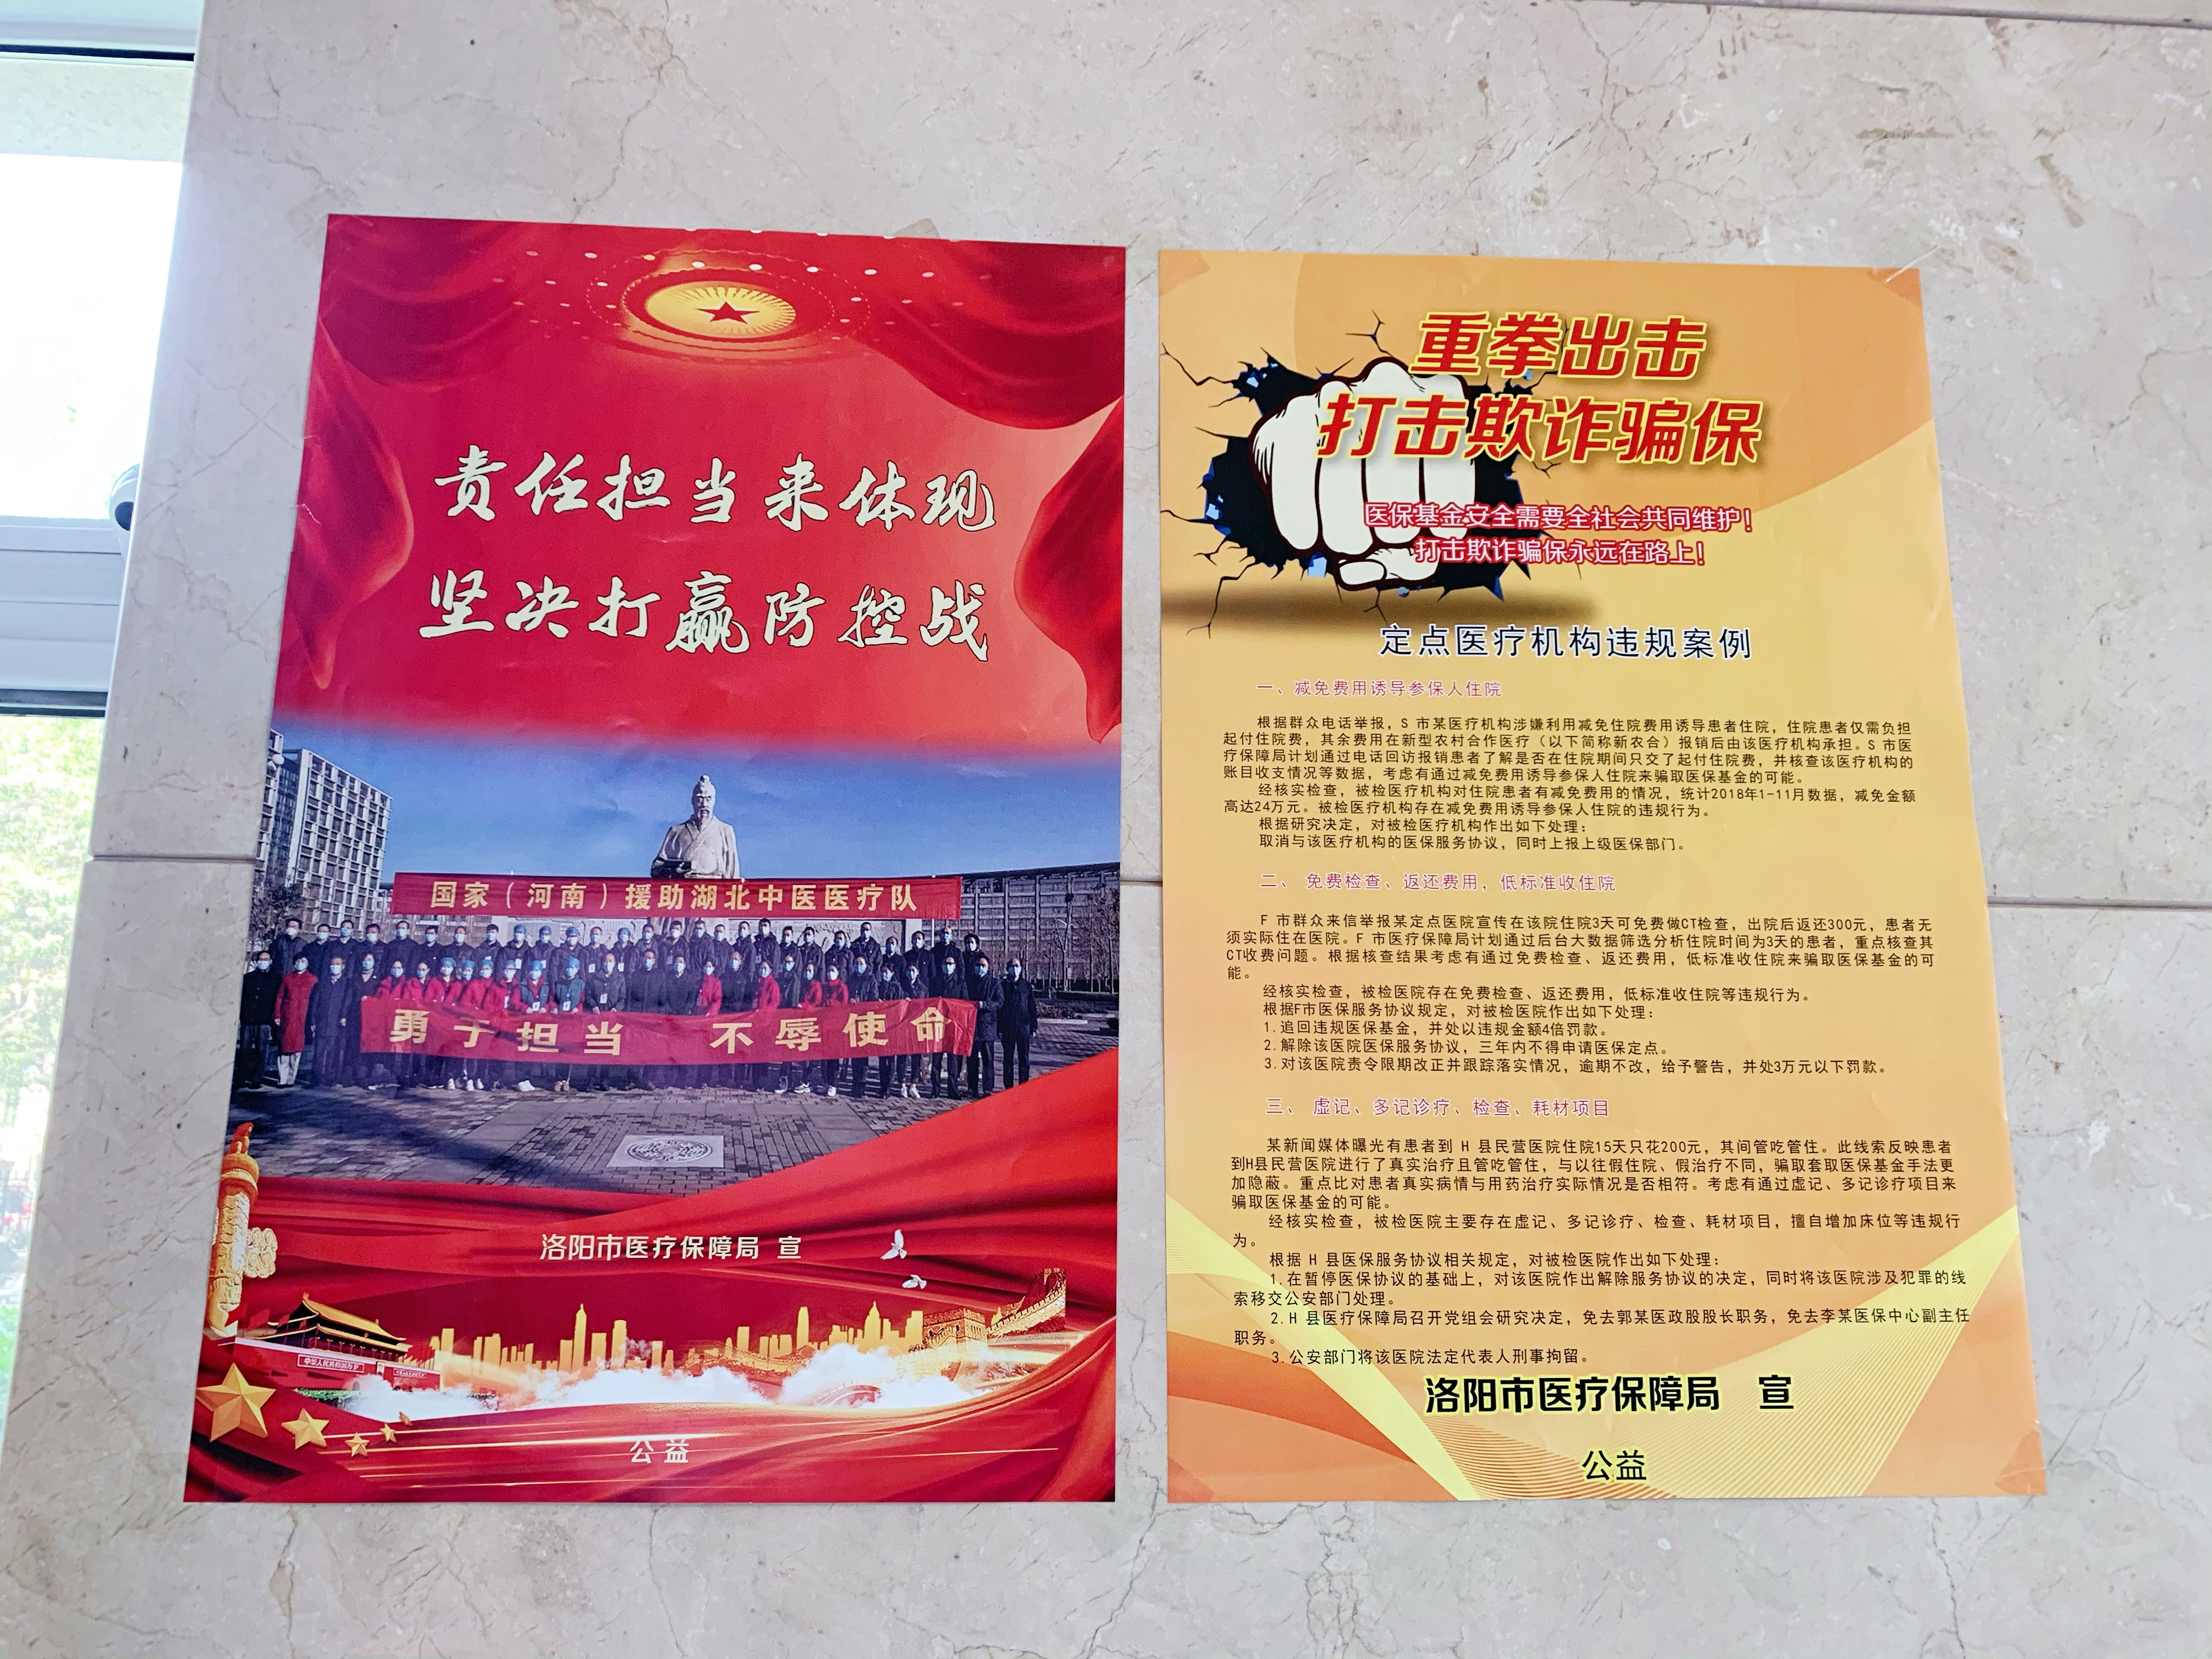 责任担当来体现
坚决打赢防控战
国家（河南）援助湖北中医医疗队
勇于担当 不辱使命
洛阳市医疗保障局 宣
中华人民共和国万岁
公益
重拳出击
打击欺诈骗保
医保基金安全需要全社会共同维护！
打击欺诈骗保永远在路上！
定点医疗机构违规案例
一、减免费用诱导参保人住院
根据群众电话举报，S 市某医疗机构涉嫌利用减免住院费用诱导患者住院，住院患者仅需负担
起付住院费，其余费用在新型农村合作医疗（以下简称新农合）报销后由该医疗机构承担。S 市医
疗保障局计划通过电话回访报销患者了解是否在住院期间只交了起付住院费，并核查该医疗机构的
账目收支情况等数据，考虑有通过减免费用诱导参保人住院来骗取医保基金的可能。
经核实检查，被检医疗机构对住院患者有减免费用的情况，统计2018年1-11月数据，减免金额
高达24万元。被检医疗机构存在减免费用诱导参保人住院的违规行为。
根据研究决定，对被检医疗机构作出如下处理：
取消与该医疗机构的医保服务协议，同时上报上级医保部门。
二、 免费检查、返还费用，低标准收住院
F 市群众来信举报某定点医院宣传在该院住院3天可免费做CT检查，出院后返还300元，患者无
须实际住在医院。F 市医疗保障局计划通过后台大数据筛选分析住院时间为3天的患者，重点核查其
CT收费问题。根据核查结果考虑有通过免费检查、返还费用，低标准收住院来骗取医保基金的可
能。
经核实检查，被检医院存在免费检查、返还费用，低标准收住院等违规行为。
根据F市医保服务协议规定，对被检医院作出如下处理：
1.追回违规医保基金，并处以违规金额4倍罚款。
2.解除该医院医保服务协议，三年内不得申请医保定点。
3.对该医院责令限期改正并跟踪落实情况，逾期不改，给予警告，并处3万元以下罚款。
三、 虚记、多记诊疗、检查、耗材项目
某新闻媒体曝光有患者到 H 县民营医院住院15天只花200元，其间管吃管住。此线索反映患者
到H县民营医院进行了真实治疗且管吃管住，与以往假住院、假治疗不同，骗取套取医保基金手法更
加隐蔽。重点比对患者真实病情与用药治疗实际情况是否相符。考虑有通过虚记、多记诊疗项目来
骗取医保基金的可能。
经核实检查，被检医院主要存在虚记、多记诊疗、检查、耗材项目，擅自增加床位等违规行
为。
根据 H 县医保服务协议相关规定，对被检医院作出如下处理：
1.在暂停医保协议的基础上，对该医院作出解除服务协议的决定，同时将该医院涉及犯罪的线
索移交公安部门处理。
2.H 县医疗保障局召开党组会研究决定，免去郭某医政股股长职务，免去李某医保中心副主任
职务。
3.公安部门将该医院法定代表人刑事拘留。
洛阳市医疗保障局 宣
公益